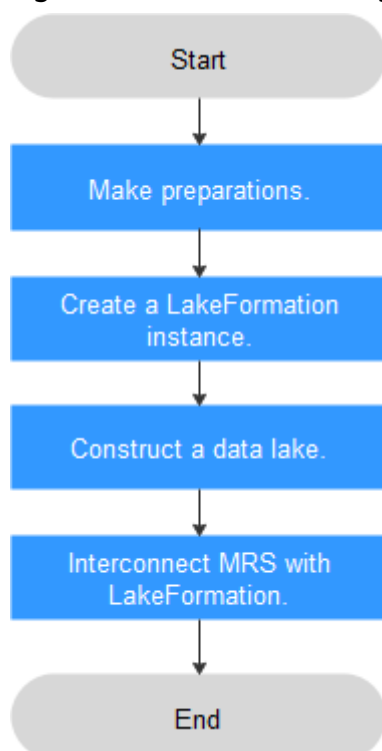 Start
Make preparations.
Create a LakeFormation
instance.
Construct a data lake.
Interconnect MRS with
LakeFormation.
End